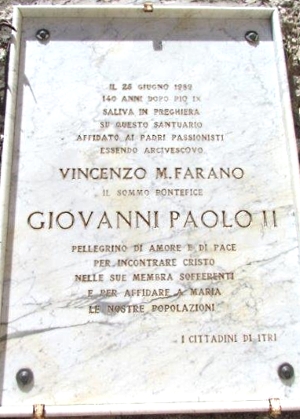 IL 25 GIUGNO 1989
140 ANNI DOPO PIO IX
SALIVA IN PREGHIERA
SU QUESTO SANTUARIO
AFFIDATO AI PADRI PASSIONISTI
ESSENDO ARCIVESCOVO
VINCENZO M. FARANO
IL SOMMO PONTEFICE
GIOVANNI PAOLO II
PELLEGRINO DI AMORE E DI PACE
PER INCONTRARE CRISTO
NELLE SUE MEMBRA SOFFERENTI
E PER AFFIDARE A MARIA
LE NOSTRE POPOLAZIONI
I CITTADINI DI ITRI